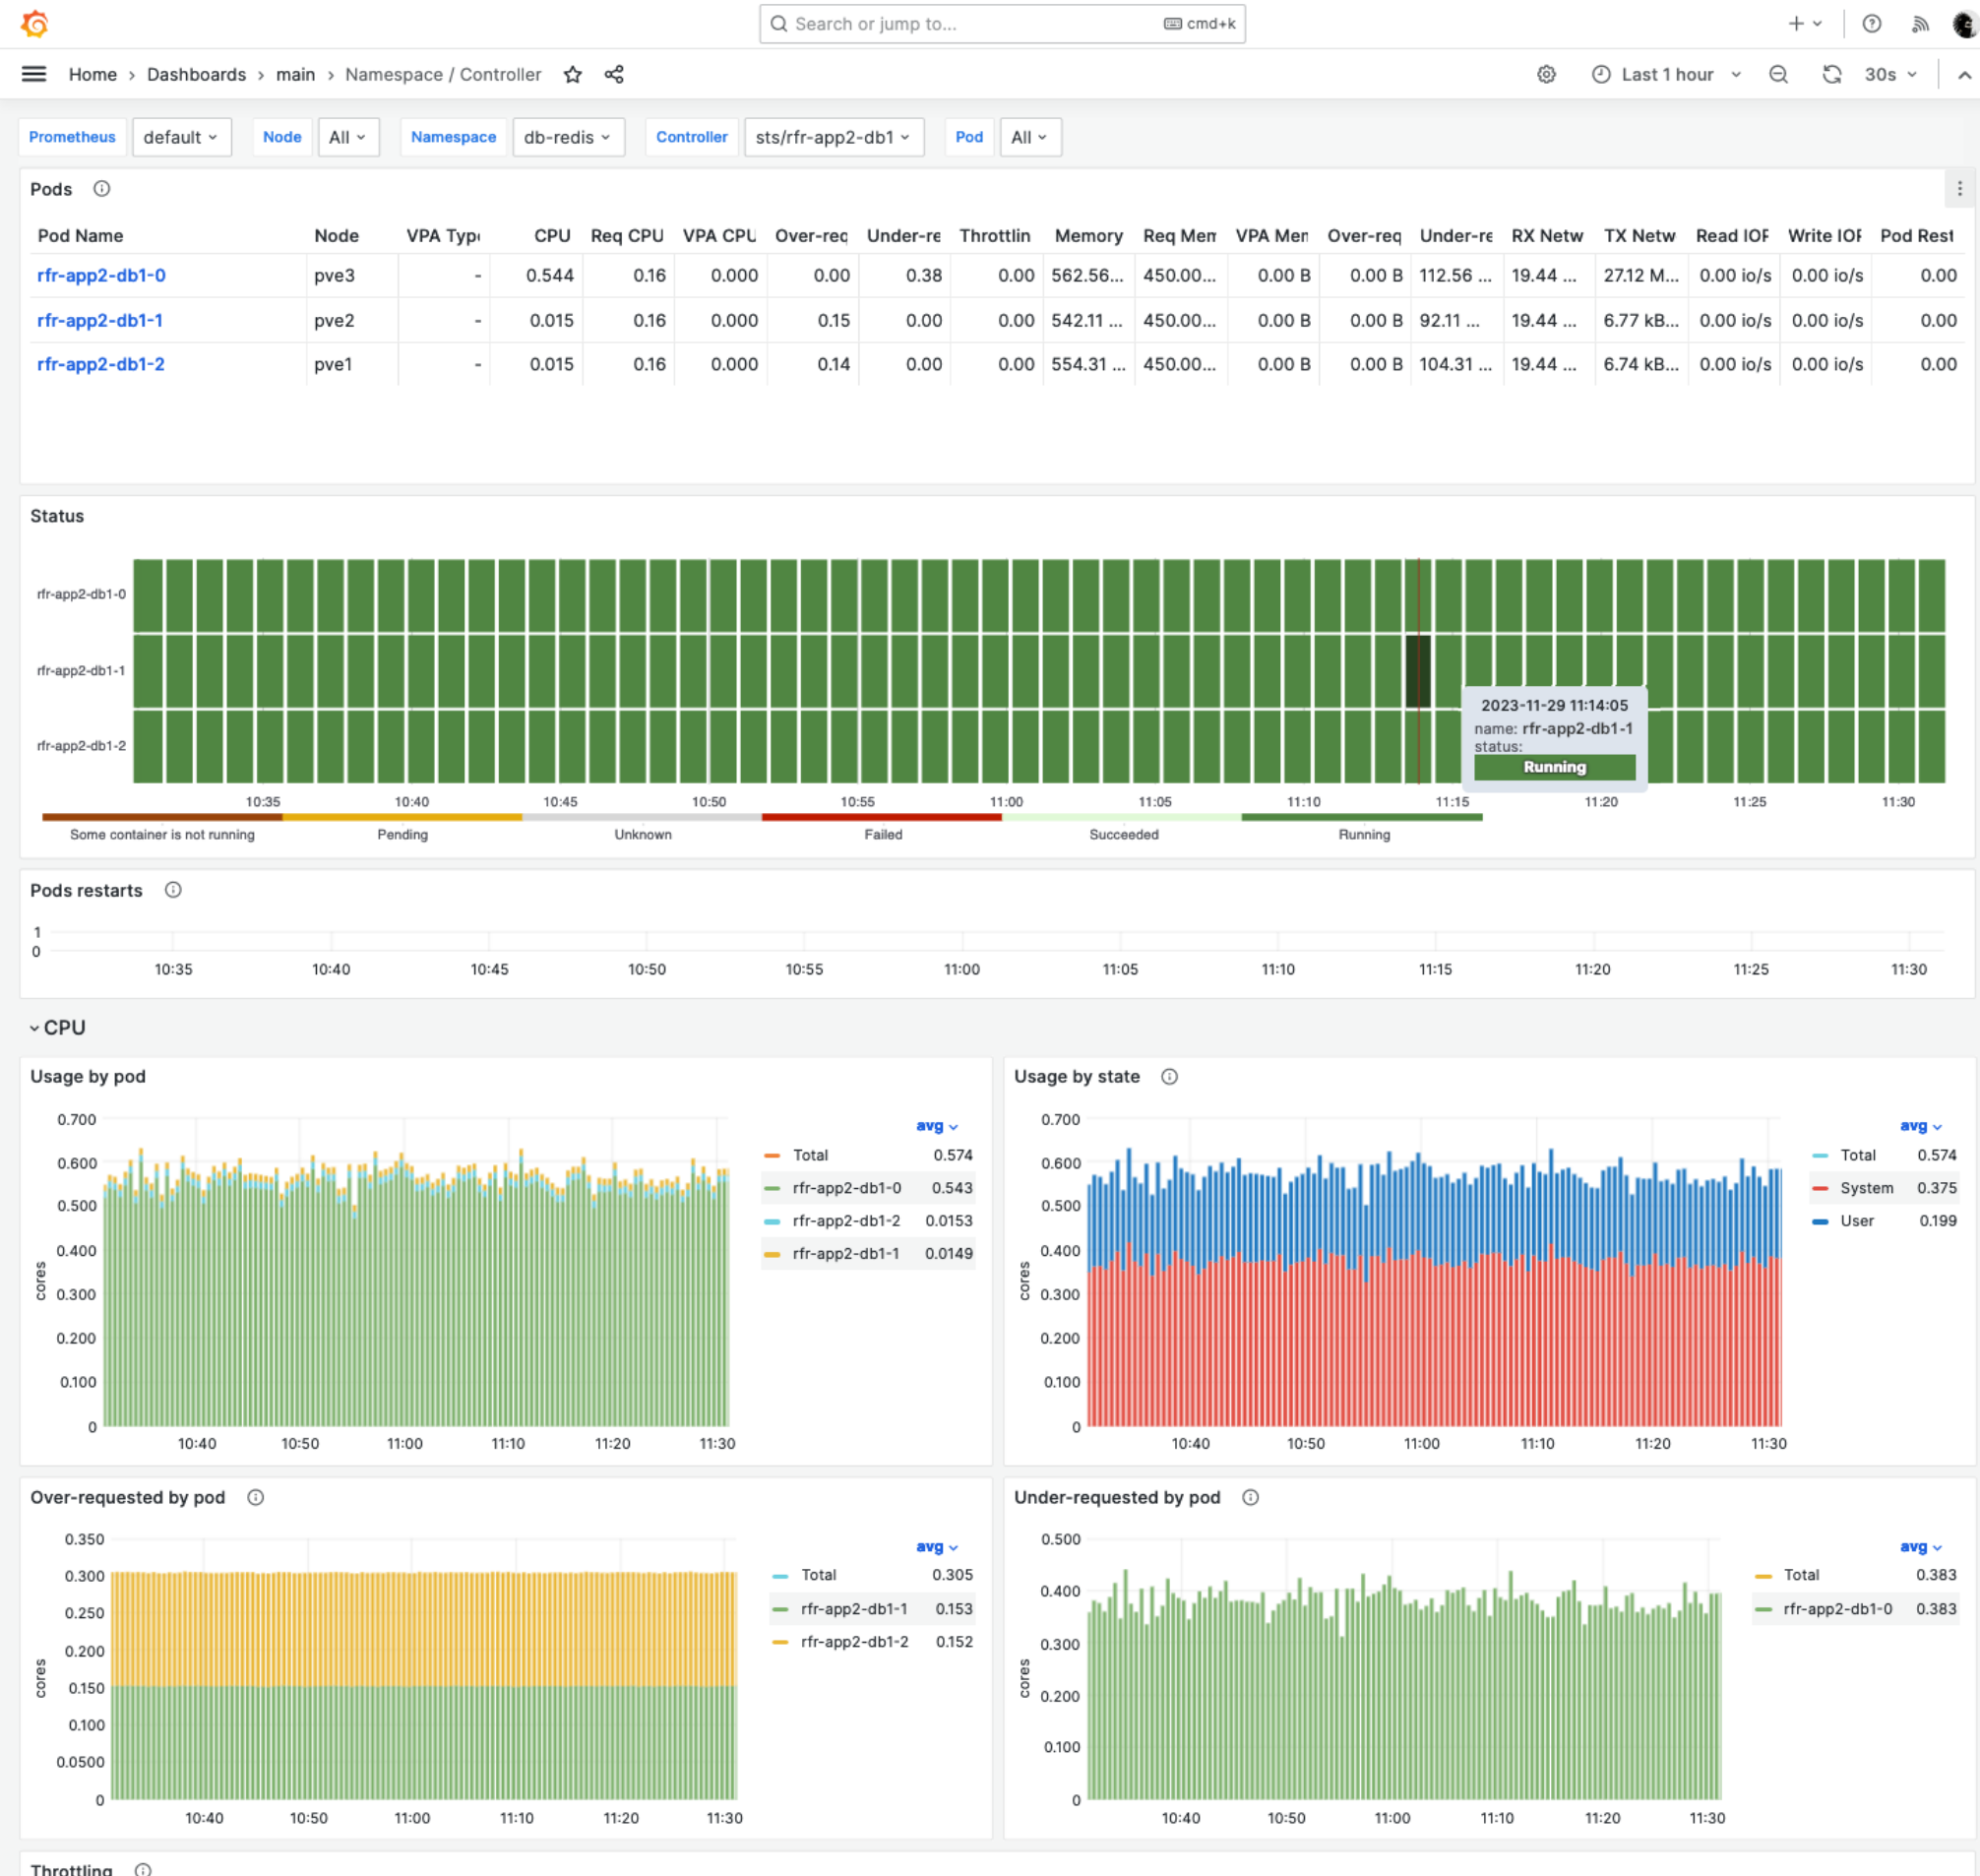 Search or jump to... cmd+k
Home › Dashboards › main › Namespace / Controller Last 1 hour 30s
Prometheus default Node All Namespace db-redis Controller sts/rfr-app2-db1 Pod All
Pods
Pod Name Node VPA Typ CPU Req CPU VPA CPU Over-req Under-re Throttlin Memory Req Mem VPA Mem Over-req Under-re RX Netw TX Netw Read IOP Write IOP Pod Rest
rfr-app2-db1-0 pve3 - 0.544 0.16 0.000 0.00 0.38 0.00 562.56... 450.00... 0.00 B 0.00 B 112.56 ... 19.44 ... 27.12 M... 0.00 io/s 0.00 io/s 0.00
rfr-app2-db1-1 pve2 - 0.015 0.16 0.000 0.15 0.00 0.00 542.11 ... 450.00... 0.00 B 0.00 B 92.11 ... 19.44 ... 6.77 kB... 0.00 io/s 0.00 io/s 0.00
rfr-app2-db1-2 pve1 - 0.015 0.16 0.000 0.14 0.00 0.00 554.31 ... 450.00... 0.00 B 0.00 B 104.31 ... 19.44 ... 6.74 kB... 0.00 io/s 0.00 io/s 0.00
Status
rfr-app2-db1-0
rfr-app2-db1-1
rfr-app2-db1-2
2023-11-29 11:14:05
name: rfr-app2-db1-1
status:
Running
10:35 10:40 10:45 10:50 10:55 11:00 11:05 11:10 11:15 11:20 11:25 11:30
Some container is not running Pending Unknown Failed Succeeded Running
Pods restarts
1
0
10:35 10:40 10:45 10:50 10:55 11:00 11:05 11:10 11:15 11:20 11:25 11:30
CPU
Usage by pod
cores
0.700
0.600
0.500
0.400
0.300
0.200
0.100
0
10:40 10:50 11:00 11:10 11:20 11:30
avg
Total 0.574
rfr-app2-db1-0 0.543
rfr-app2-db1-2 0.0153
rfr-app2-db1-1 0.0149
Usage by state
cores
0.700
0.600
0.500
0.400
0.300
0.200
0.100
0
10:40 10:50 11:00 11:10 11:20 11:30
avg
Total 0.574
System 0.375
User 0.199
Over-requested by pod
cores
0.350
0.300
0.250
0.200
0.150
0.100
0.0500
0
10:40 10:50 11:00 11:10 11:20 11:30
avg
Total 0.305
rfr-app2-db1-1 0.153
rfr-app2-db1-2 0.152
Under-requested by pod
cores
0.500
0.400
0.300
0.200
0.100
0
10:40 10:50 11:00 11:10 11:20 11:30
avg
Total 0.383
rfr-app2-db1-0 0.383
Throttling